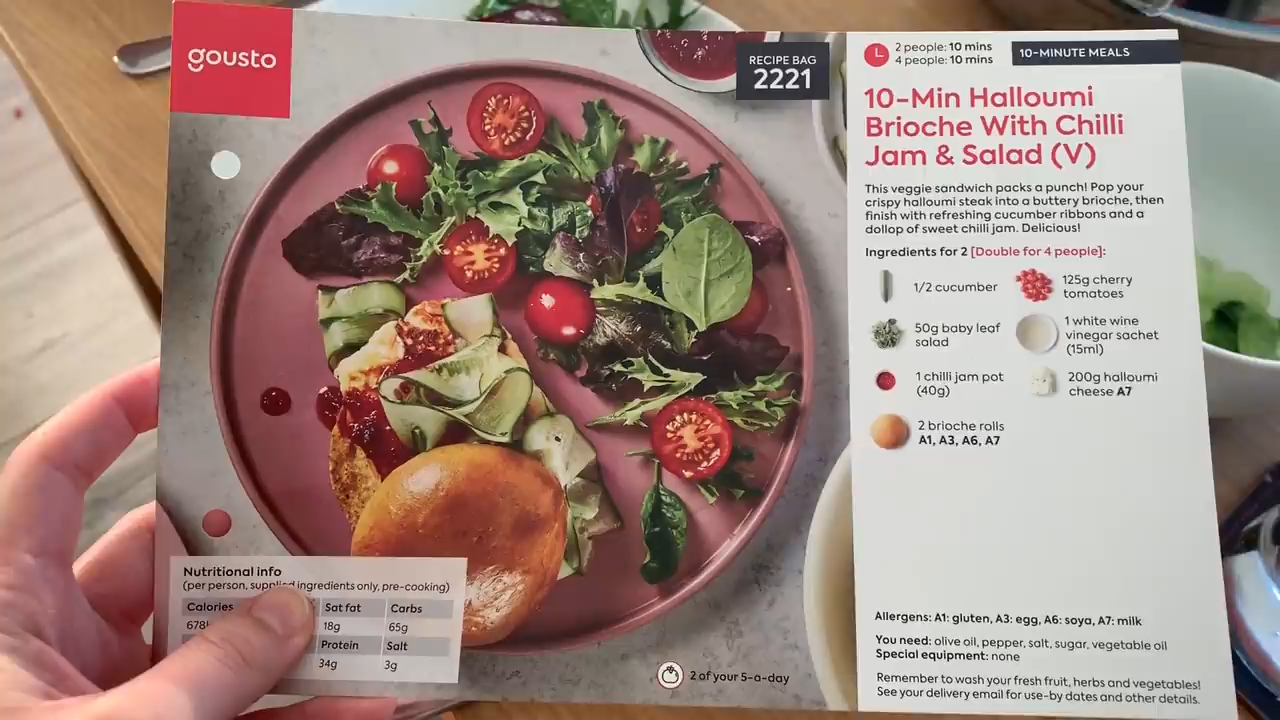 gousto
RECIPE BAG
2221
2 people: 10 mins
4 people: 10 mins
10-MINUTE MEALS
10-Min Halloumi
Brioche With Chilli
Jam & Salad (V)
This veggie sandwich packs a punch! Pop your
crispy halloumi steak into a buttery brioche, then
finish with refreshing cucumber ribbons and a
dollop of sweet chilli jam. Delicious!
Ingredients for 2 [Double for 4 people]:
1/2 cucumber
125g cherry
tomatoes
50g baby leaf
salad
1 white wine
vinegar sachet
(15ml)
1 chilli jam pot
(40g)
200g halloumi
cheese A7
2 brioche rolls
A1, A3, A6, A7
Nutritional info
(per person, supplied ingredients only, pre-cooking)
Calories Sat fat Carbs
18g 65g
Protein Salt
34g 3g
2 of your 5-a-day
Allergens: A1: gluten, A3: egg, A6: soya, A7: milk
You need: olive oil, pepper, salt, sugar, vegetable oil
Special equipment: none
Remember to wash your fresh fruit, herbs and vegetables!
See your delivery email for use-by dates and other details.